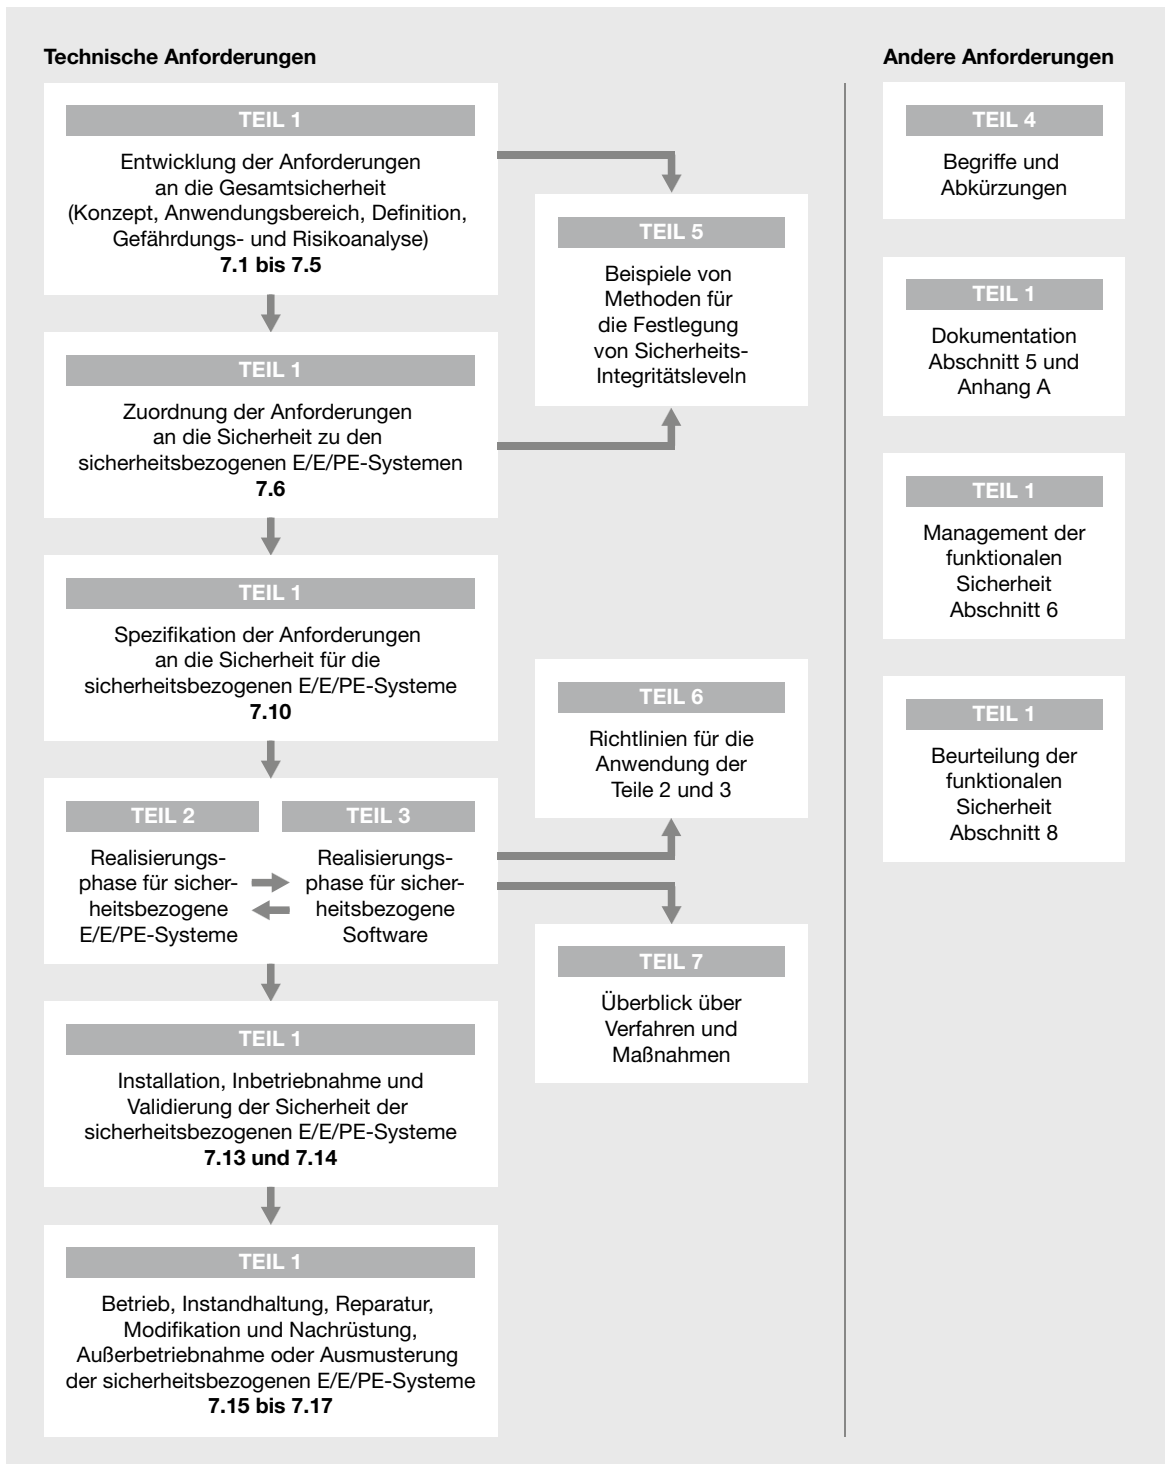 Technische Anforderungen
TEIL 1
Entwicklung der Anforderungen
an die Gesamtsicherheit
(Konzept, Anwendungsbereich, Definition,
Gefährdungs- und Risikoanalyse)
7.1 bis 7.5
TEIL 1
Zuordnung der Anforderungen
an die Sicherheit zu den
sicherheitsbezogenen E/E/PE-Systemen
7.6
TEIL 1
Spezifikation der Anforderungen
an die Sicherheit für die
sicherheitsbezogenen E/E/PE-Systeme
7.10
TEIL 2
Realisierungs-
phase für sicher-
heitsbezogene
E/E/PE-Systeme
TEIL 3
Realisierungs-
phase für sicher-
heitsbezogene
Software
TEIL 1
Installation, Inbetriebnahme und
Validierung der Sicherheit der
sicherheitsbezogenen E/E/PE-Systeme
7.13 und 7.14
TEIL 1
Betrieb, Instandhaltung, Reparatur,
Modifikation und Nachrüstung,
Außerbetriebnahme oder Ausmusterung
der sicherheitsbezogenen E/E/PE-Systeme
7.15 bis 7.17
TEIL 5
Beispiele von
Methoden für
die Festlegung
von Sicherheits-
Integritätsleveln
TEIL 6
Richtlinien für die
Anwendung der
Teile 2 und 3
TEIL 7
Überblick über
Verfahren und
Maßnahmen
Andere Anforderungen
TEIL 4
Begriffe und
Abkürzungen
TEIL 1
Dokumentation
Abschnitt 5 und
Anhang A
TEIL 1
Management der
funktionalen
Sicherheit
Abschnitt 6
TEIL 1
Beurteilung der
funktionalen
Sicherheit
Abschnitt 8